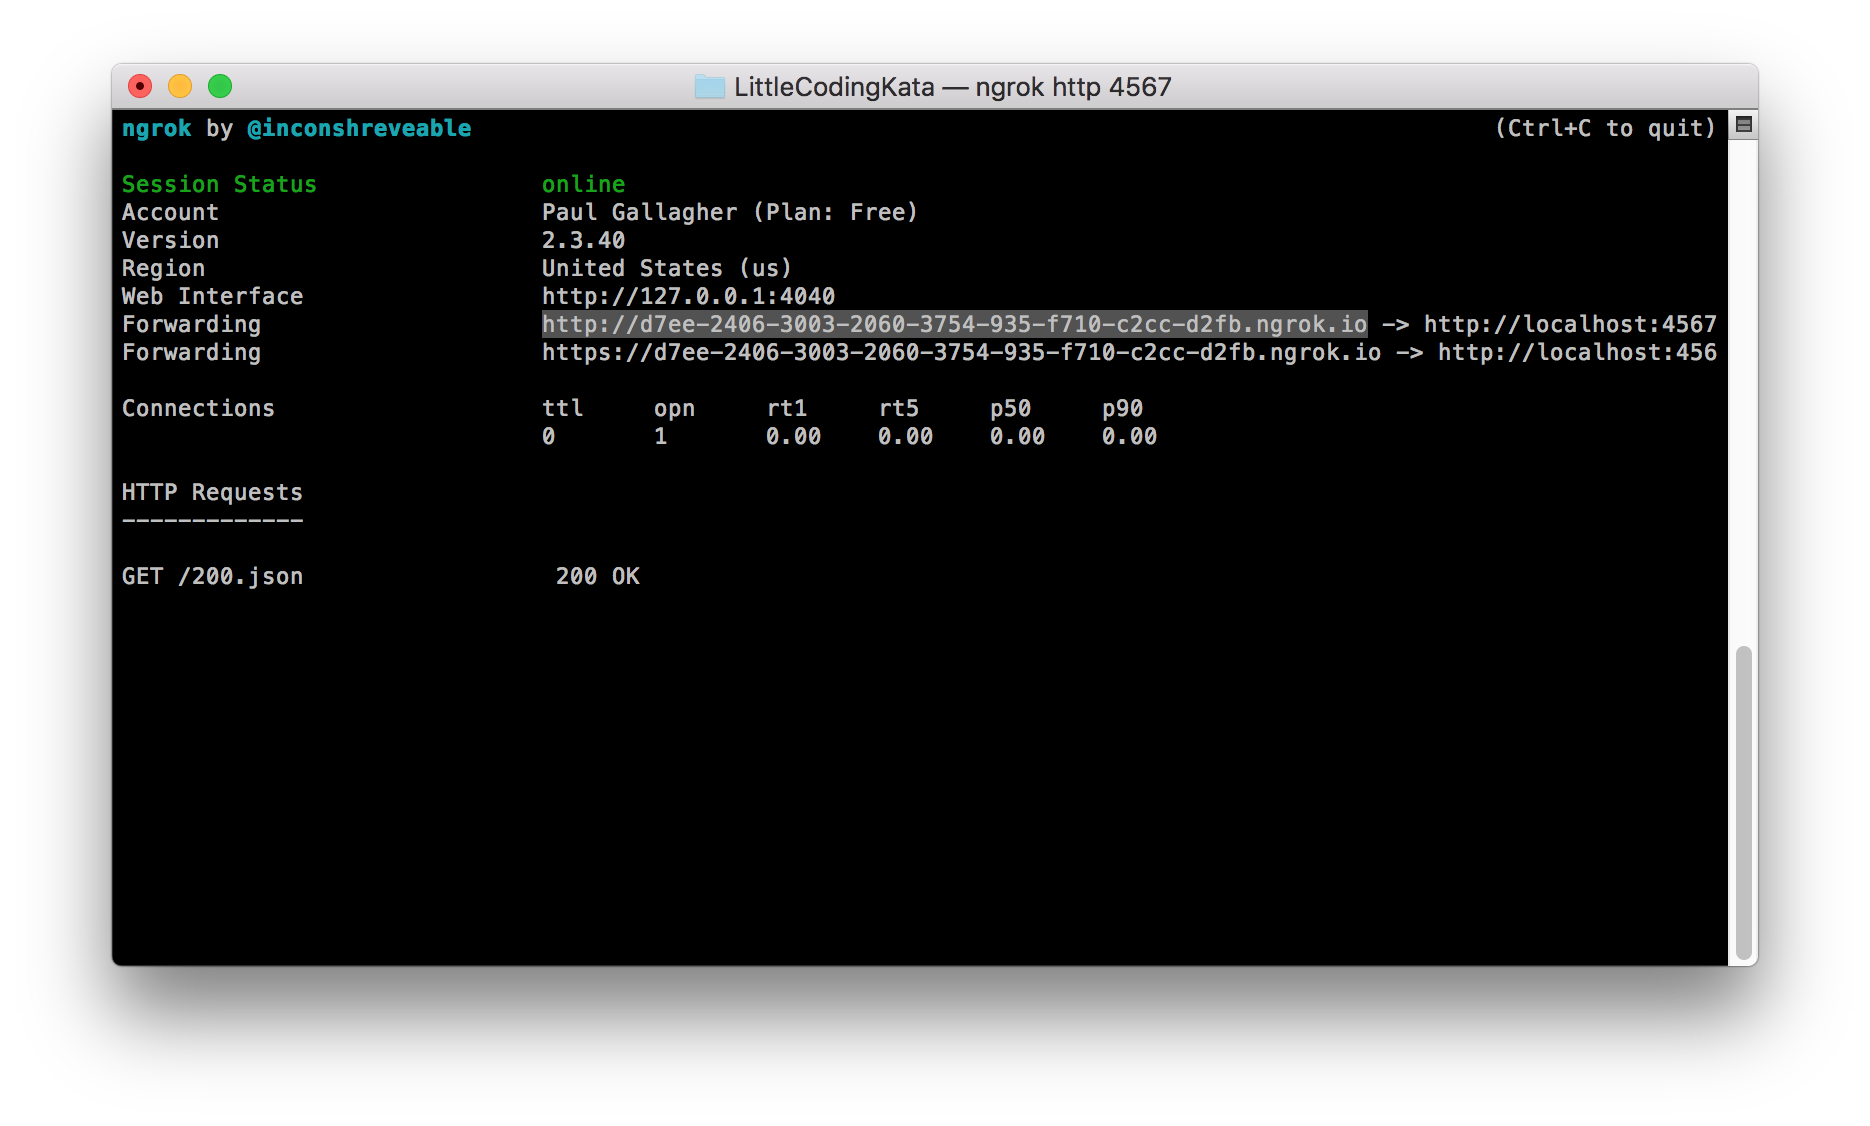 LittleCodingKata — ngrok http 4567
ngrok by @inconshreveable (Ctrl+C to quit)
Session Status online
Account Paul Gallagher (Plan: Free)
Version 2.3.40
Region United States (us)
Web Interface http://127.0.0.1:4040
Forwarding http://d7ee-2406-3003-2060-3754-935-f710-c2cc-d2fb.ngrok.io -> http://localhost:4567
Forwarding https://d7ee-2406-3003-2060-3754-935-f710-c2cc-d2fb.ngrok.io -> http://localhost:456
Connections ttl opn rt1 rt5 p50 p90
0 1 0.00 0.00 0.00 0.00
HTTP Requests
-------------
GET /200.json 200 OK